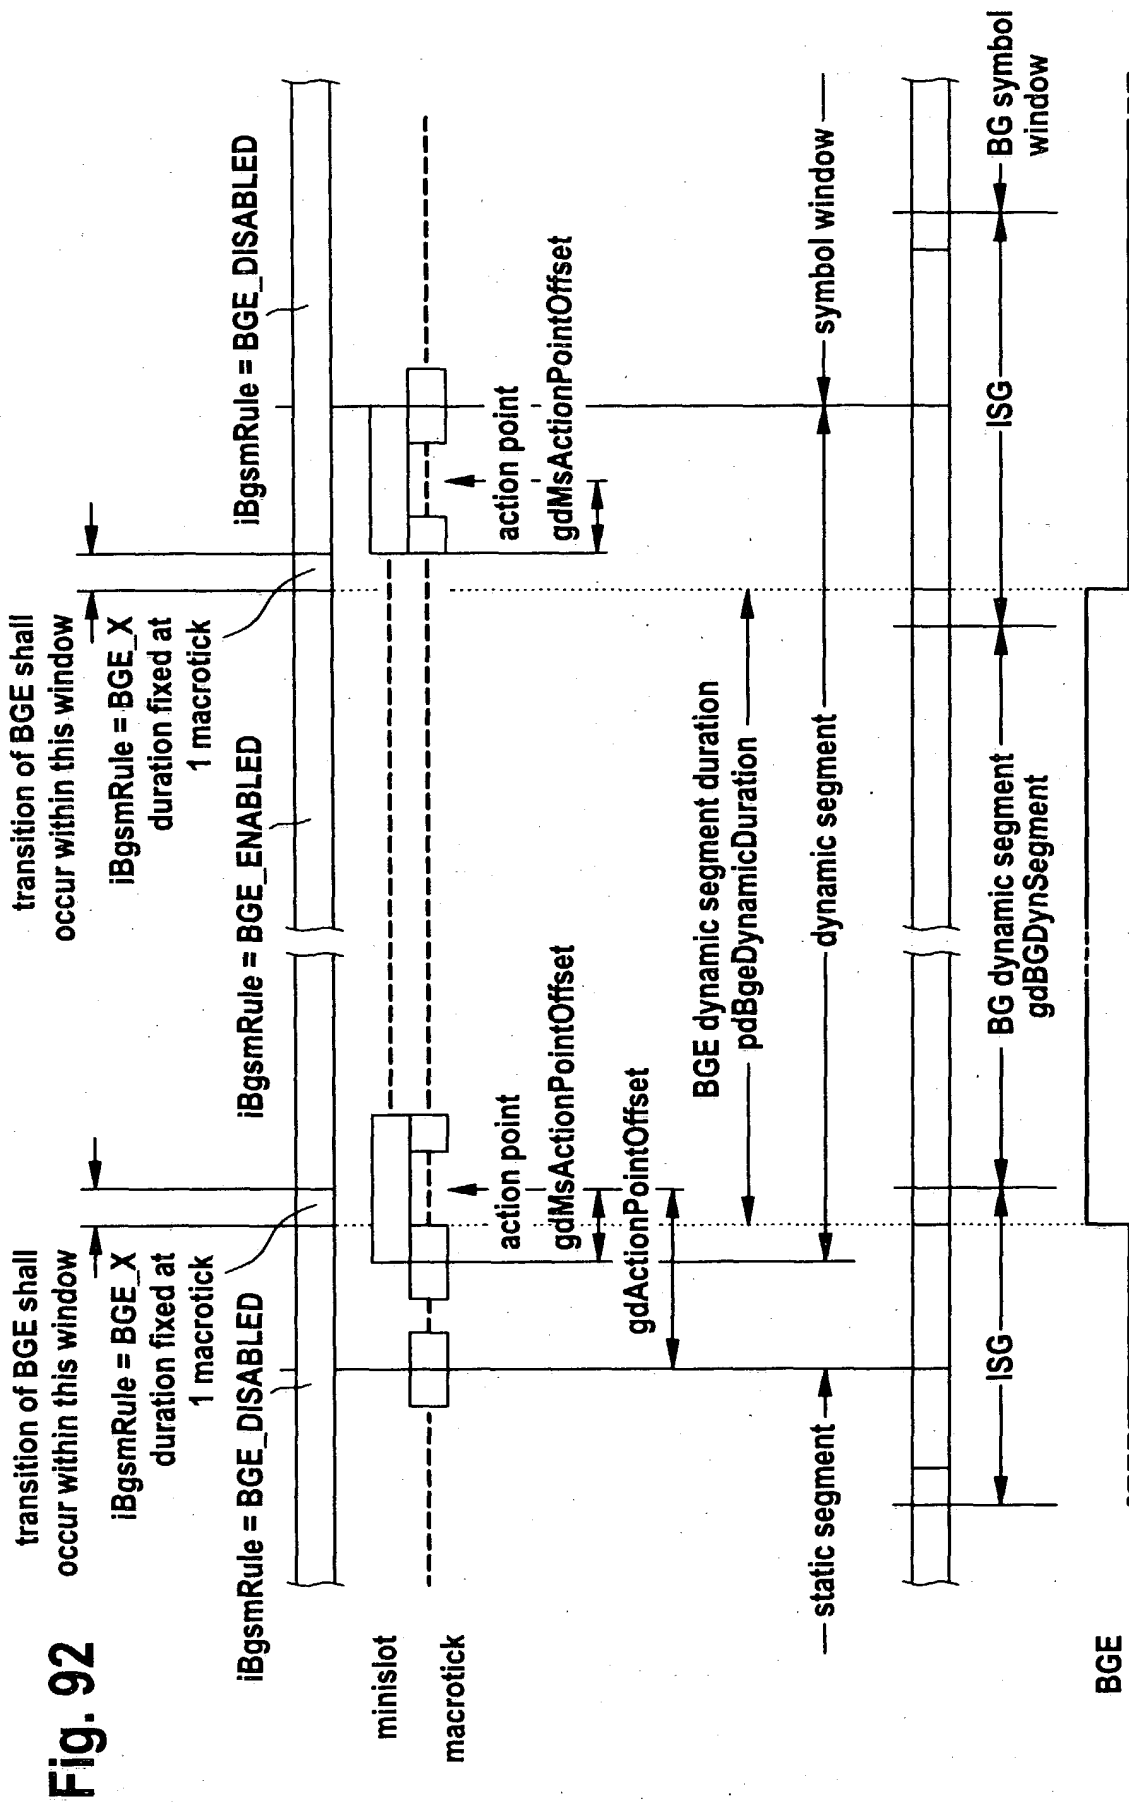 Fig. 92
transition of BGE shall
occur within this window
iBgsmRule = BGE_X
duration fixed at
1 macrotick
transition of BGE shall
occur within this window
iBgsmRule = BGE_X
duration fixed at
1 macrotick
iBgsmRule = BGE_DISABLED
iBgsmRule = BGE_ENABLED
iBgsmRule = BGE_DISABLED
minislot
macrotick
action point
gdMsActionPointOffset
gdActionPointOffset
action point
gdMsActionPointOffset
BGE dynamic segment duration
pdBgeDynamicDuration
static segment
dynamic segment
symbol window
ISG
BG dynamic segment
gdBGDynSegment
ISG
BG symbol
window
BGE